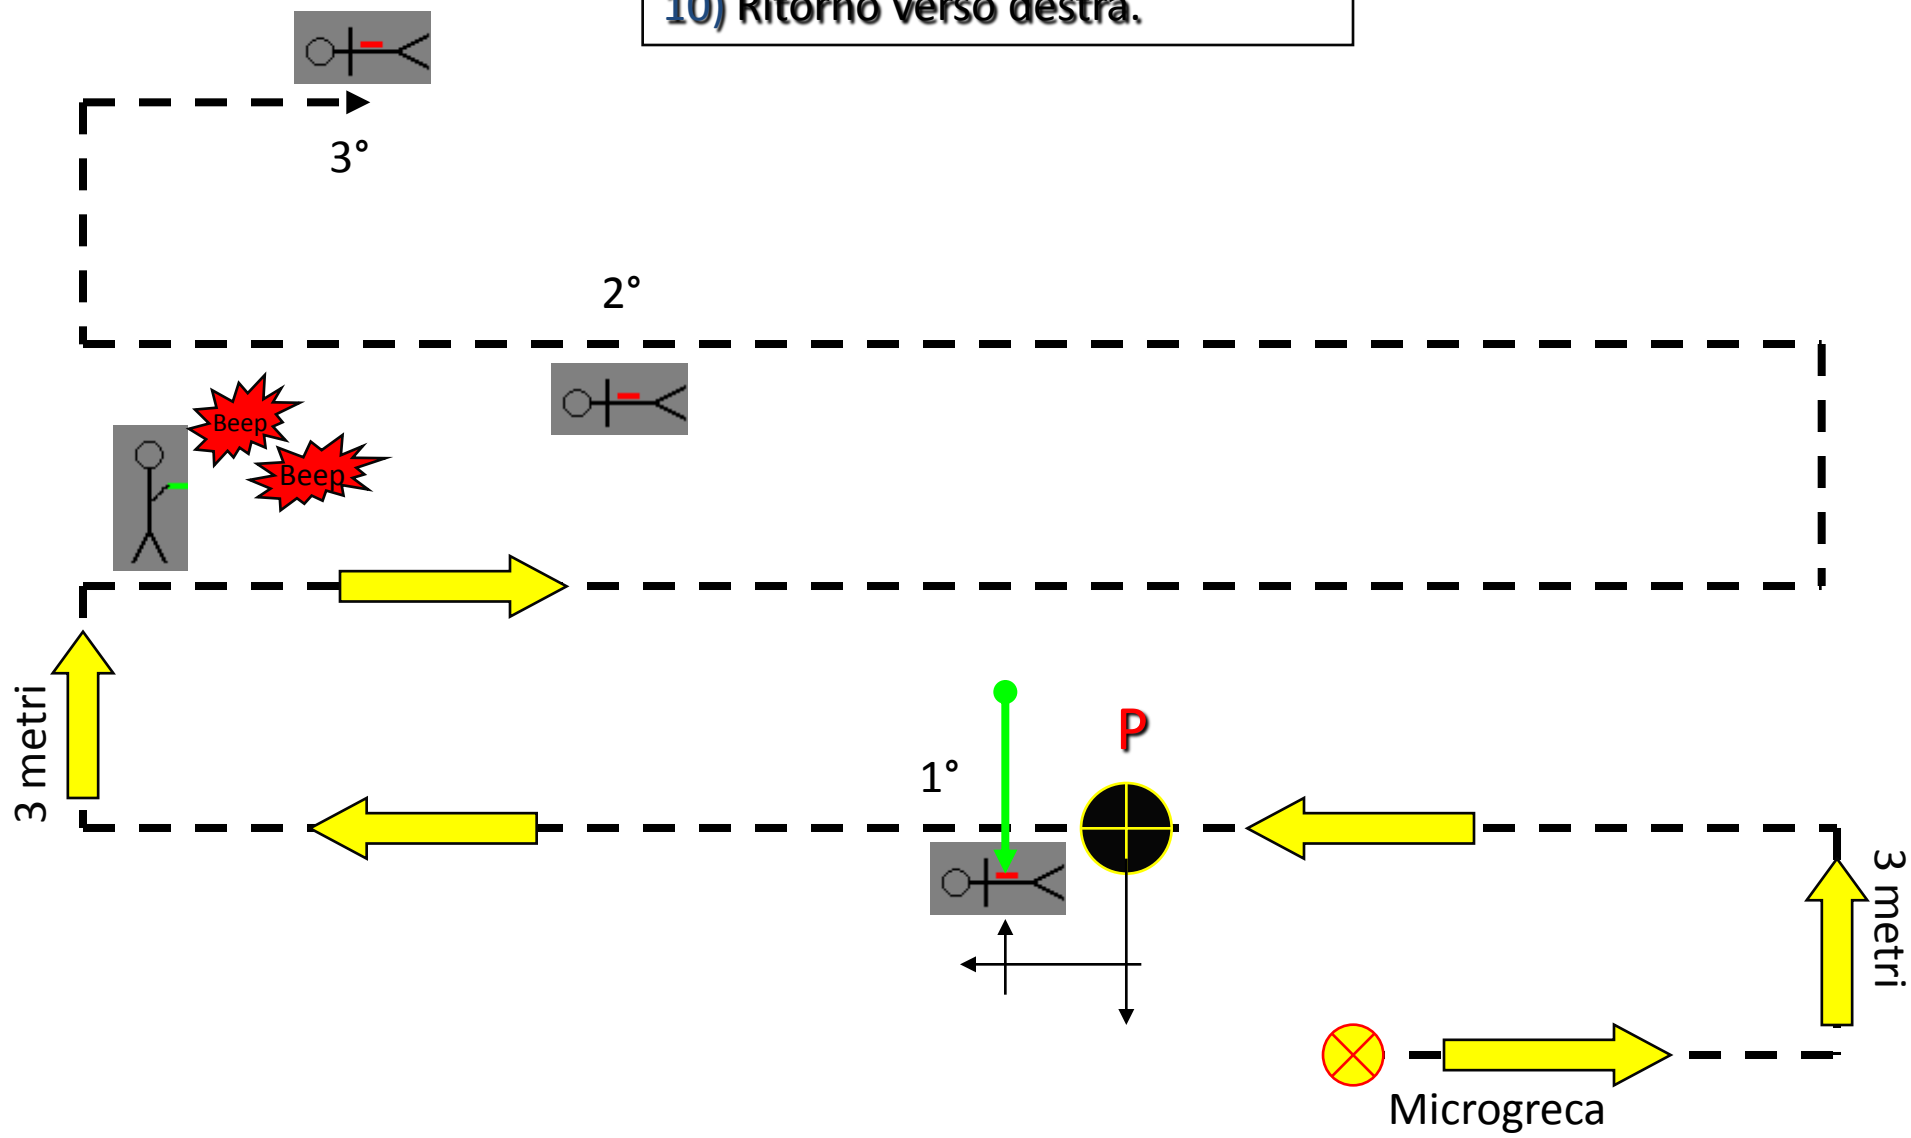 10) Ritorno verso destra.
3°
2°
Beep
Beep
3 metri
P
1°
3 metri
Microgreca